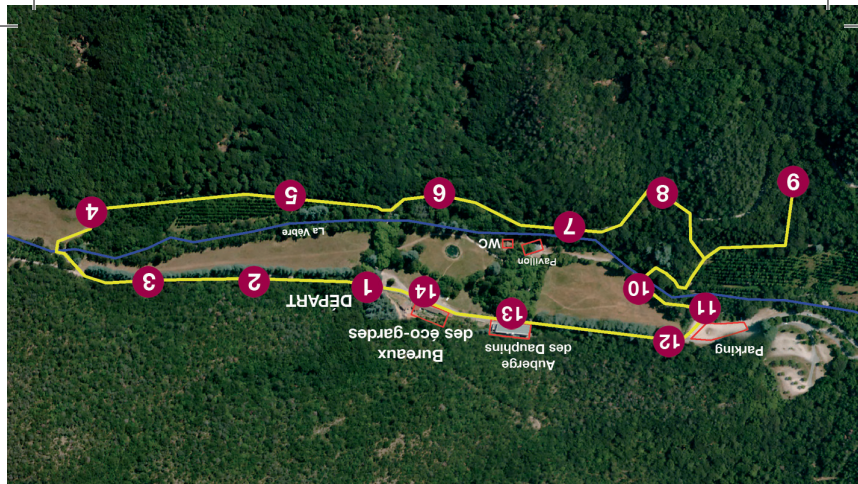 Parking
Auberge
des Dauphins
Bureaux
des éco-gardes
12
13
11
DÉPART
14
10
1
2
3
Pavillon
WC
La Vèbre
7
4
5
6
8
9